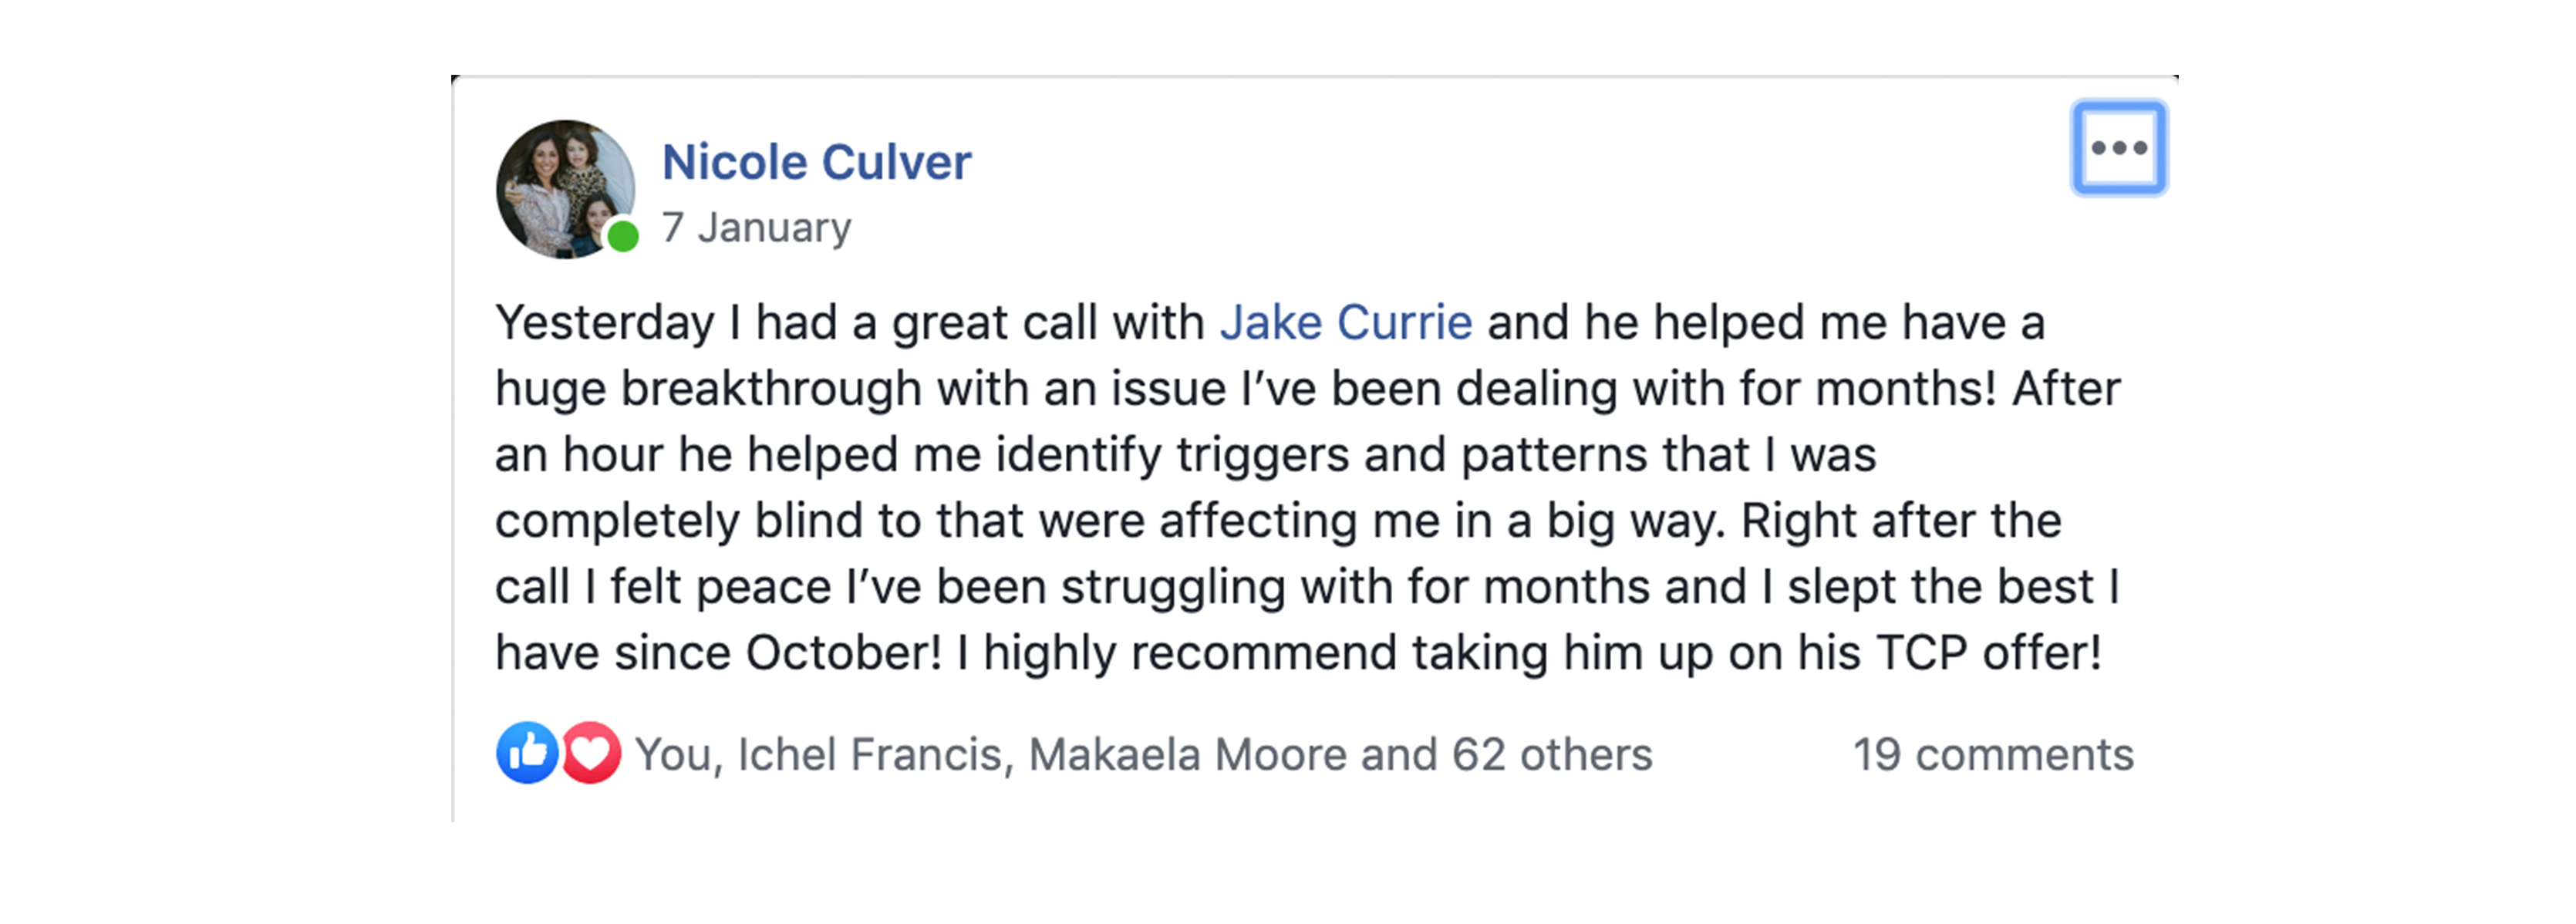 Nicole Culver
7 January
Yesterday I had a great call with Jake Currie and he helped me have a
huge breakthrough with an issue I’ve been dealing with for months! After
an hour he helped me identify triggers and patterns that I was
completely blind to that were affecting me in a big way. Right after the
call I felt peace I’ve been struggling with for months and I slept the best I
have since October! I highly recommend taking him up on his TCP offer!
You, Ichel Francis, Makaela Moore and 62 others 19 comments